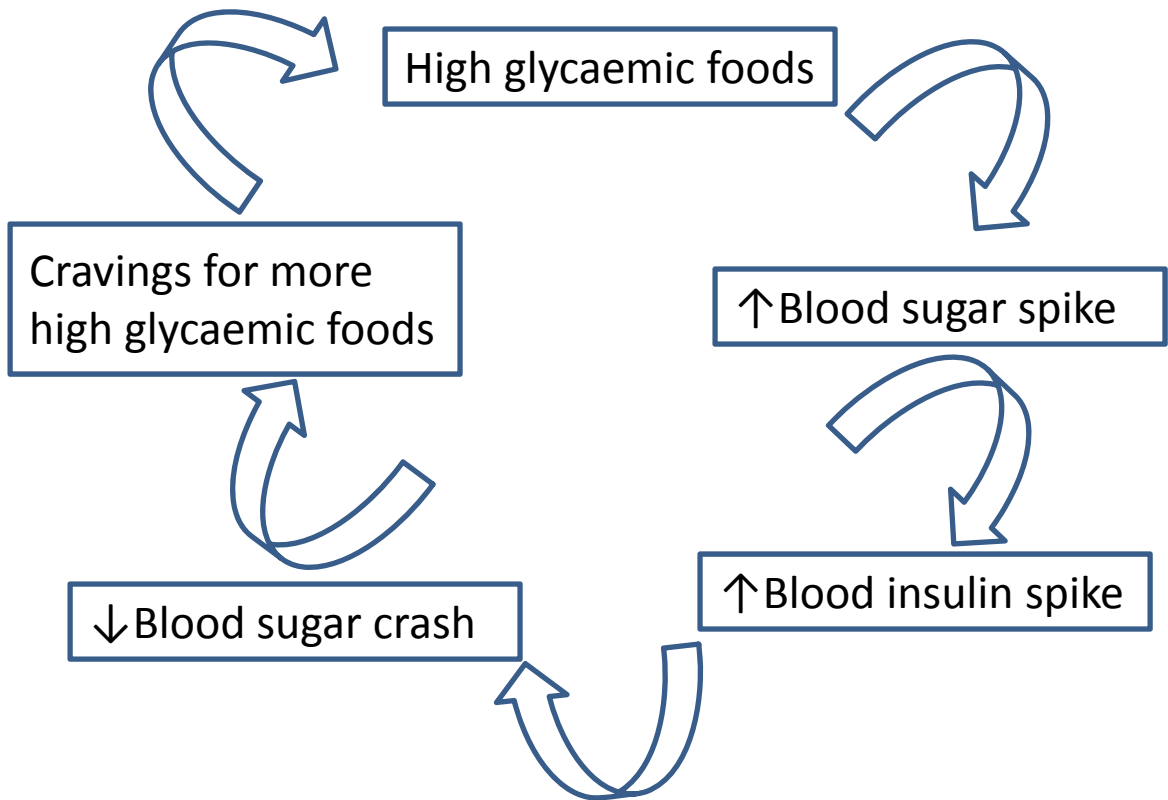 High glycaemic foods
↑Blood sugar spike
↑Blood insulin spike
↓Blood sugar crash
Cravings for more
high glycaemic foods